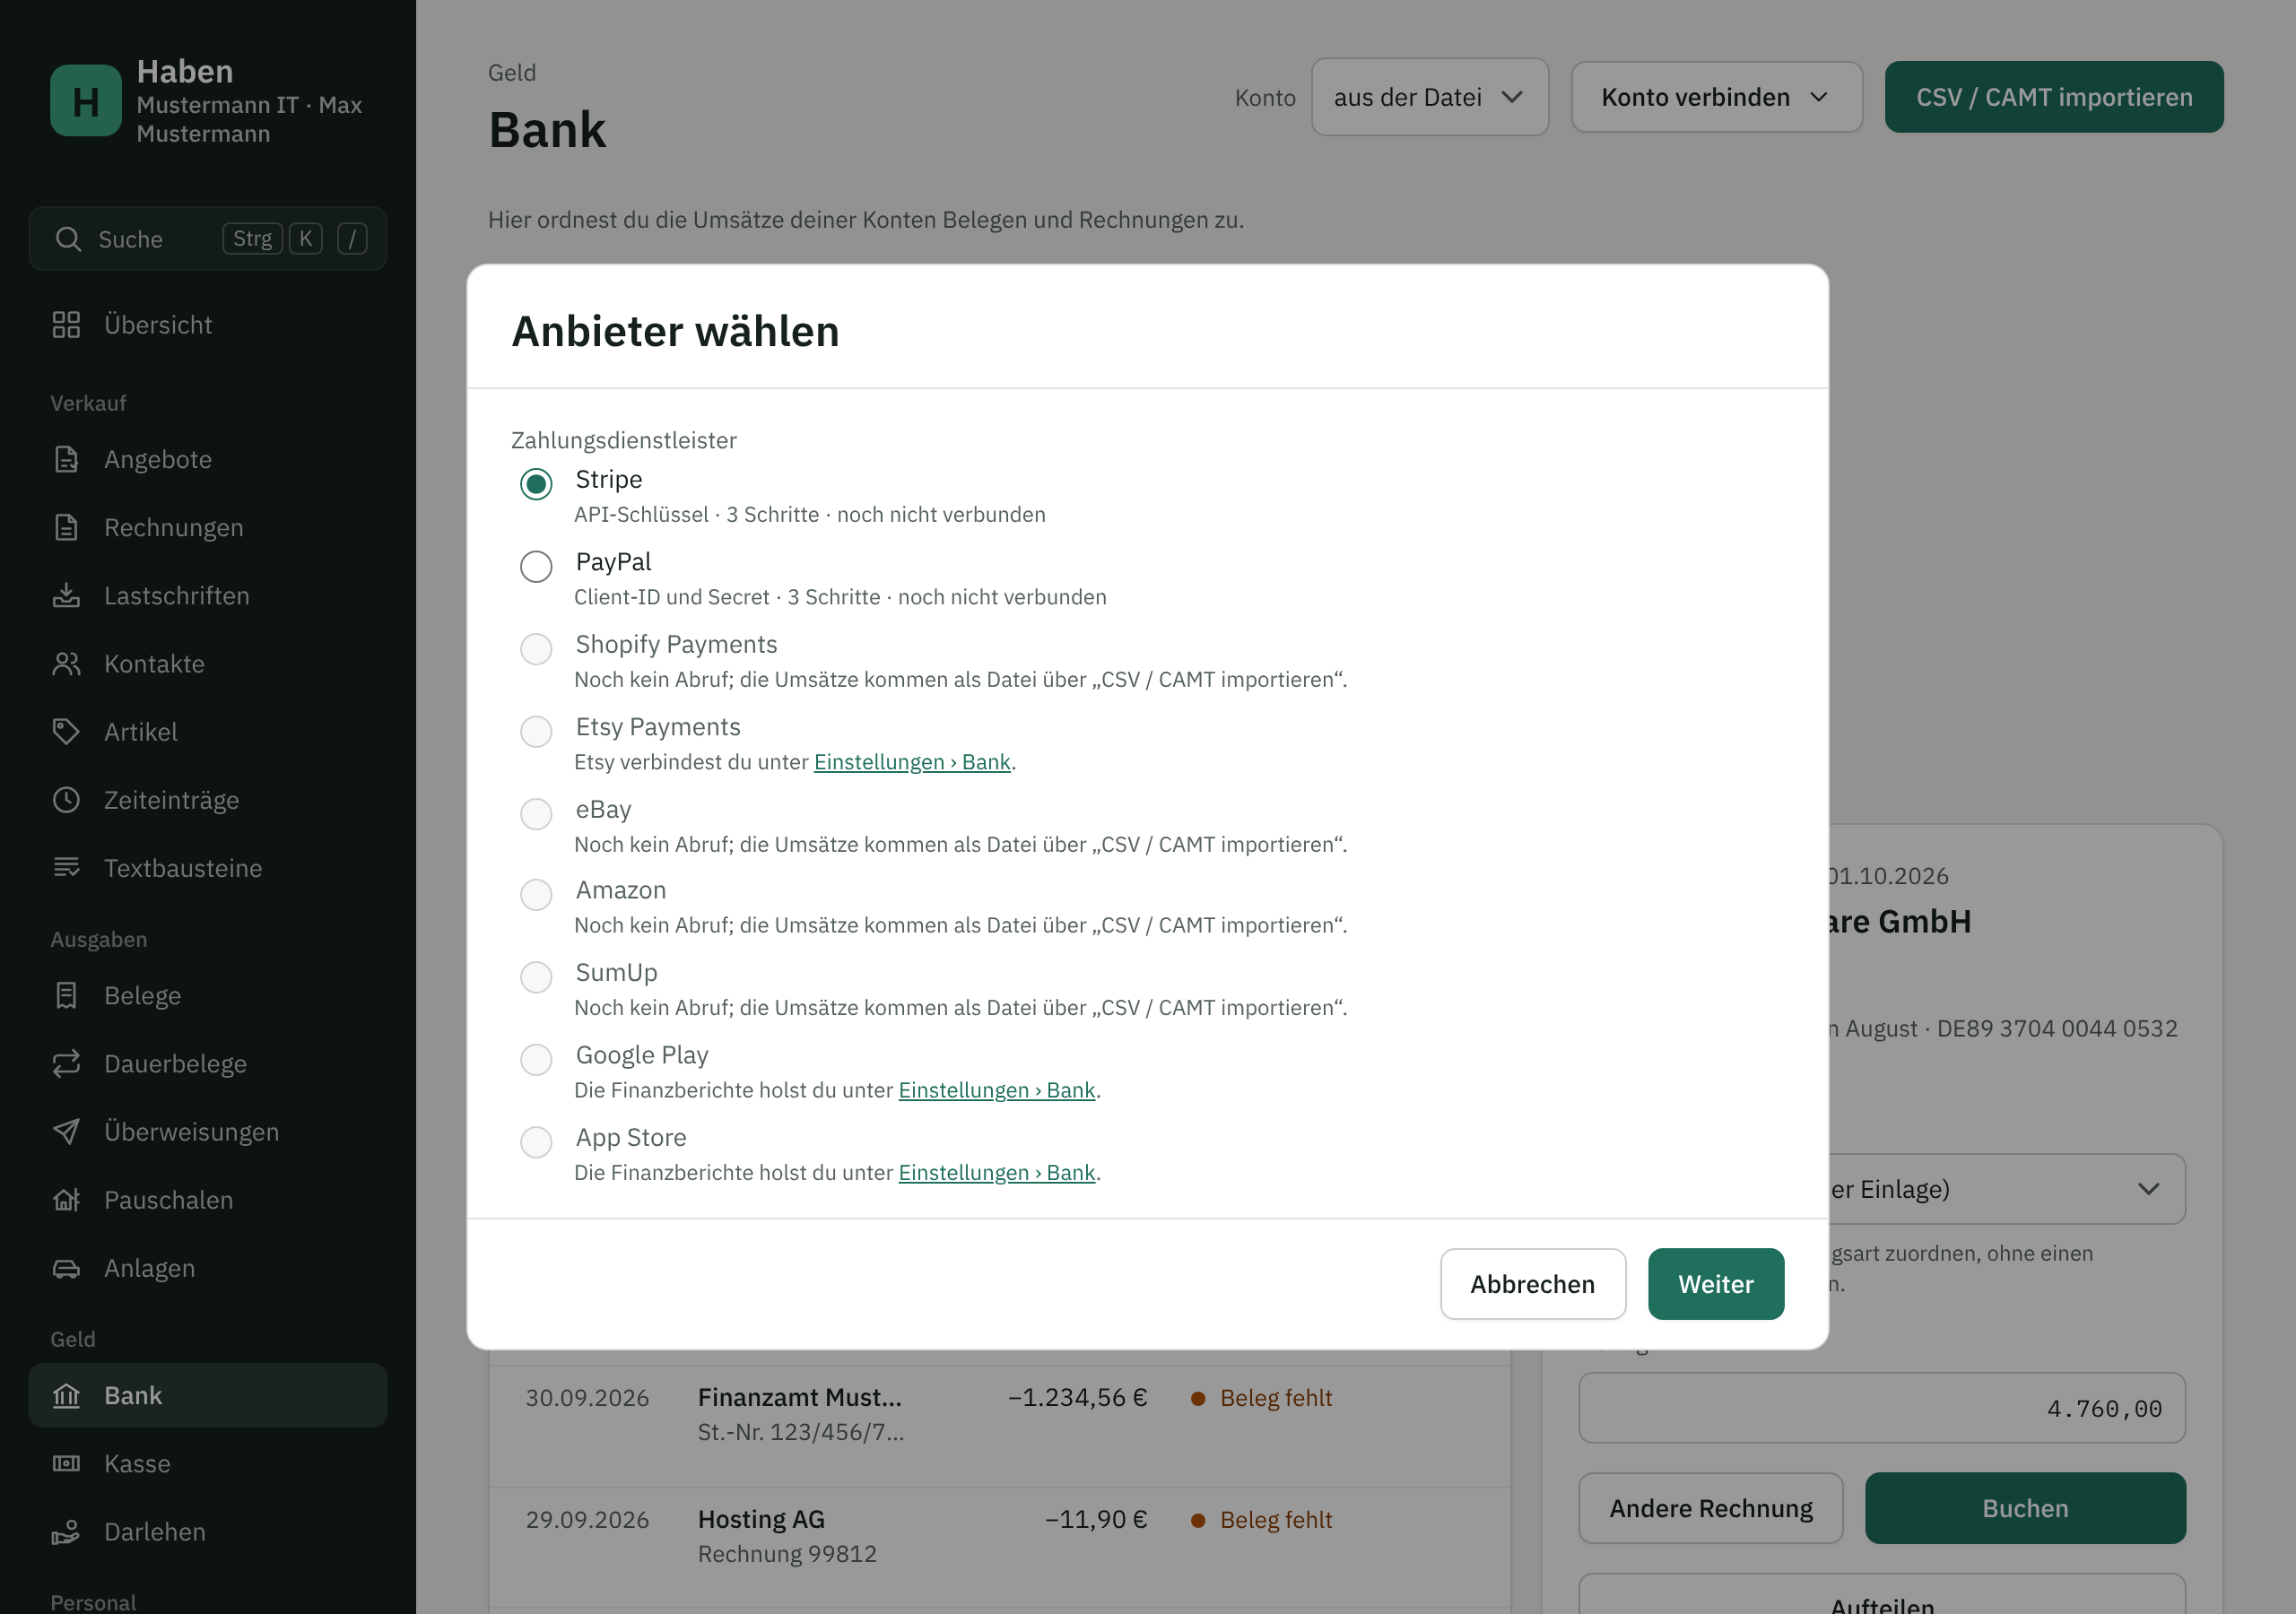 H
Haben
Mustermann IT · Max
Mustermann
Suche
Strg K /
Übersicht
Verkauf
Angebote
Rechnungen
Lastschriften
Kontakte
Artikel
Zeiteinträge
Textbausteine
Ausgaben
Belege
Dauerbelege
Überweisungen
Pauschalen
Anlagen
Geld
Bank
Kasse
Darlehen
Personal
Geld
Bank
Konto
aus der Datei
Konto verbinden
CSV / CAMT importieren
Hier ordnest du die Umsätze deiner Konten Belegen und Rechnungen zu.
Anbieter wählen
Zahlungsdienstleister
Stripe
API-Schlüssel · 3 Schritte · noch nicht verbunden
PayPal
Client-ID und Secret · 3 Schritte · noch nicht verbunden
Shopify Payments
Noch kein Abruf; die Umsätze kommen als Datei über „CSV / CAMT importieren“.
Etsy Payments
Etsy verbindest du unter Einstellungen › Bank.
eBay
Noch kein Abruf; die Umsätze kommen als Datei über „CSV / CAMT importieren“.
Amazon
Noch kein Abruf; die Umsätze kommen als Datei über „CSV / CAMT importieren“.
SumUp
Noch kein Abruf; die Umsätze kommen als Datei über „CSV / CAMT importieren“.
Google Play
Die Finanzberichte holst du unter Einstellungen › Bank.
App Store
Die Finanzberichte holst du unter Einstellungen › Bank.
Abbrechen
Weiter
30.09.2026 Finanzamt Must... −1.234,56 € Beleg fehlt
St.-Nr. 123/456/7...
29.09.2026 Hosting AG −11,90 € Beleg fehlt
Rechnung 99812
01.10.2026
are GmbH
n August · DE89 3704 0044 0532
er Einlage)
gsart zuordnen, ohne einen
n.
4.760,00
Andere Rechnung
Buchen
Aufteilen